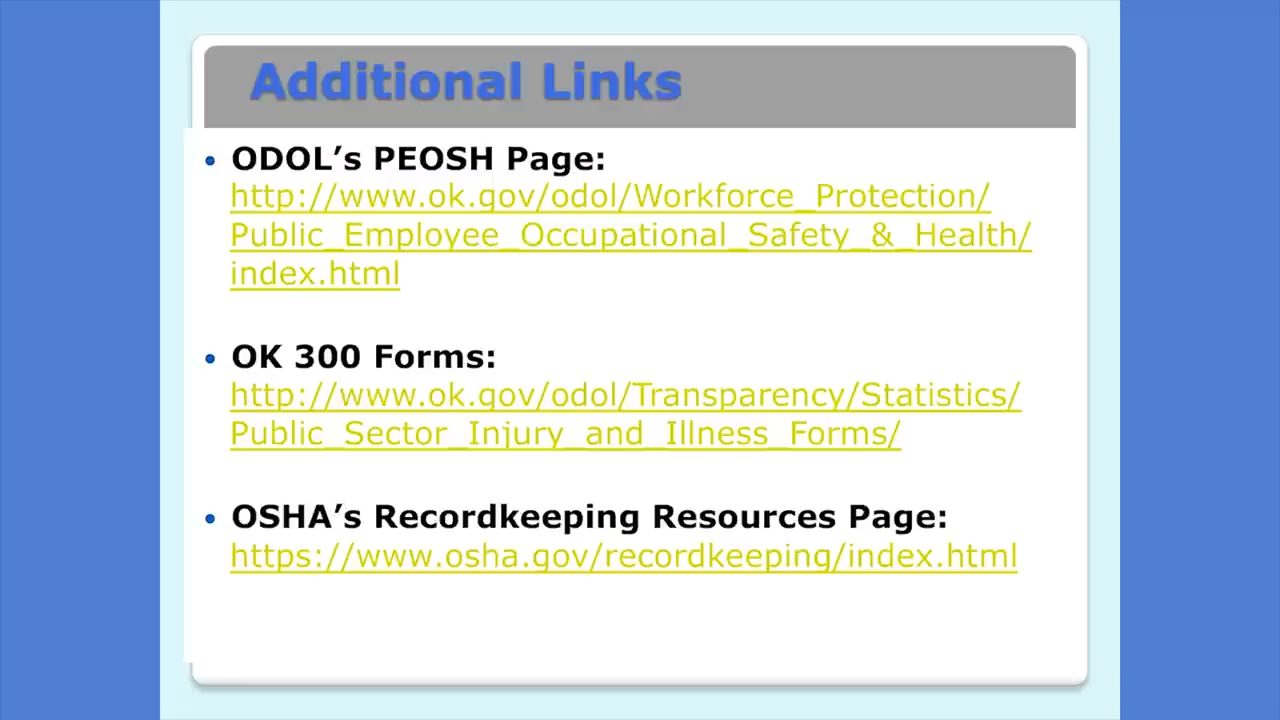 Additional Links
• ODOL’s PEOSH Page:
http://www.ok.gov/odol/Workforce_Protection/
Public_Employee_Occupational_Safety_&_Health/
index.html
• OK 300 Forms:
http://www.ok.gov/odol/Transparency/Statistics/
Public_Sector_Injury_and_Illness_Forms/
• OSHA’s Recordkeeping Resources Page:
https://www.osha.gov/recordkeeping/index.html